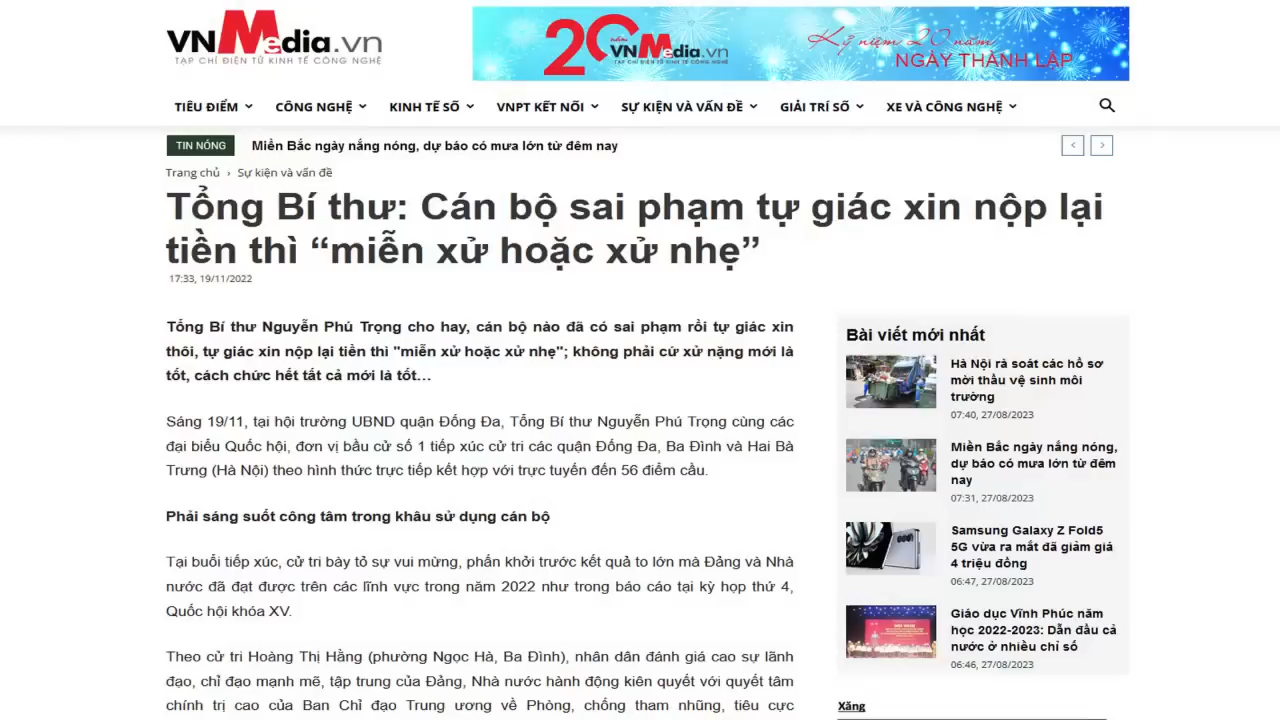 VNMedia.vn
TẠP CHÍ ĐIỆN TỬ KINH TẾ CÔNG NGHỆ
20 năm
VNMedia.vn
TẠP CHÍ ĐIỆN TỬ KINH TẾ CÔNG NGHỆ
Kỷ niệm 20 năm
NGÀY THÀNH LẬP
TIÊU ĐIỂM CÔNG NGHỆ KINH TẾ SỐ VNPT KẾT NỐI SỰ KIỆN VÀ VẤN ĐỀ GIẢI TRÍ SỐ XE VÀ CÔNG NGHỆ
TIN NÓNG Miền Bắc ngày nắng nóng, dự báo có mưa lớn từ đêm nay
Trang chủ › Sự kiện và vấn đề
Tổng Bí thư: Cán bộ sai phạm tự giác xin nộp lại
tiền thì “miễn xử hoặc xử nhẹ”
17:33, 19/11/2022
Tổng Bí thư Nguyễn Phú Trọng cho hay, cán bộ nào đã có sai phạm rồi tự giác xin
thôi, tự giác xin nộp lại tiền thì "miễn xử hoặc xử nhẹ"; không phải cứ xử nặng mới là
tốt, cách chức hết tất cả mới là tốt…
Sáng 19/11, tại hội trường UBND quận Đống Đa, Tổng Bí thư Nguyễn Phú Trọng cùng các
đại biểu Quốc hội, đơn vị bầu cử số 1 tiếp xúc cử tri các quận Đống Đa, Ba Đình và Hai Bà
Trưng (Hà Nội) theo hình thức trực tiếp kết hợp với trực tuyến đến 56 điểm cầu.
Phải sáng suốt công tâm trong khâu sử dụng cán bộ
Tại buổi tiếp xúc, cử tri bày tỏ sự vui mừng, phấn khởi trước kết quả to lớn mà Đảng và Nhà
nước đã đạt được trên các lĩnh vực trong năm 2022 như trong báo cáo tại kỳ họp thứ 4,
Quốc hội khóa XV.
Theo cử tri Hoàng Thị Hằng (phường Ngọc Hà, Ba Đình), nhân dân đánh giá cao sự lãnh
đạo, chỉ đạo mạnh mẽ, tập trung của Đảng, Nhà nước hành động kiên quyết với quyết tâm
chính trị cao của Ban Chỉ đạo Trung ương về Phòng, chống tham nhũng, tiêu cực
Bài viết mới nhất
Hà Nội rà soát các hồ sơ
mời thầu vệ sinh môi
trường
07:40, 27/08/2023
Miền Bắc ngày nắng nóng,
dự báo có mưa lớn từ đêm
nay
07:31, 27/08/2023
Samsung Galaxy Z Fold5
5G vừa ra mắt đã giảm giá
4 triệu đồng
06:47, 27/08/2023
Giáo dục Vĩnh Phúc năm
học 2022-2023: Dẫn đầu cả
nước ở nhiều chỉ số
06:46, 27/08/2023
Xăng